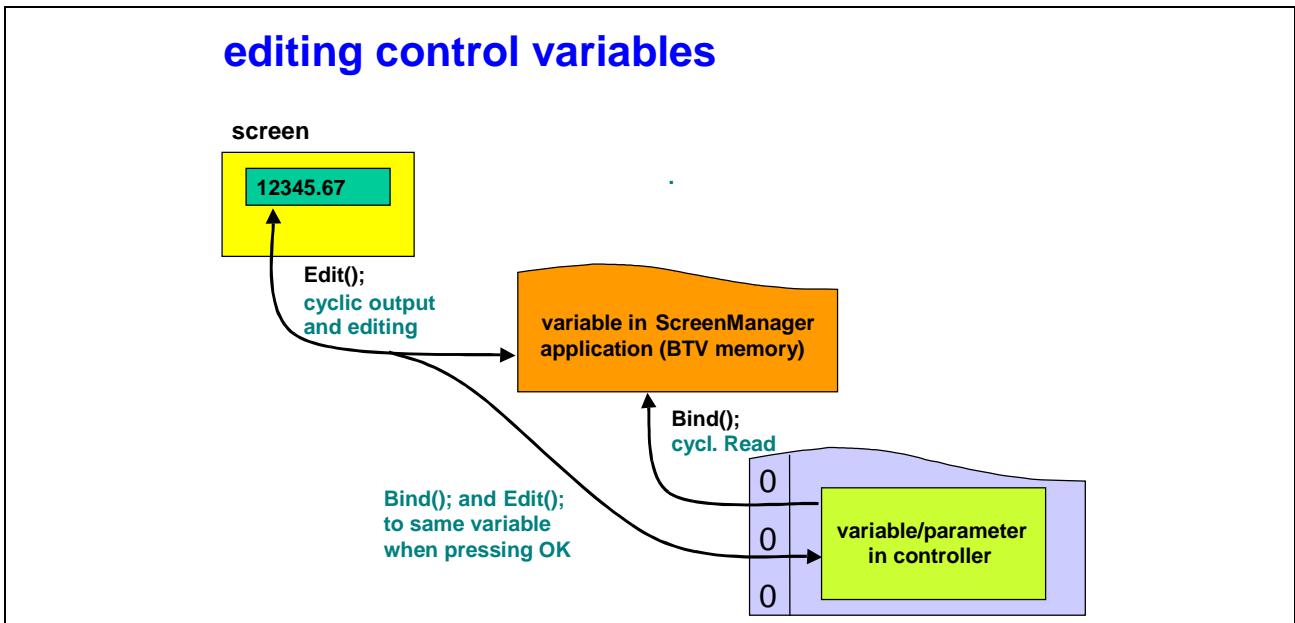 editing control variables
screen
12345.67
.
Edit();
cyclic output
and editing
variable in ScreenManager
application (BTV memory)
Bind();
cycl. Read
Bind(); and Edit();
to same variable
when pressing OK
0
0
0
variable/parameter
in controller